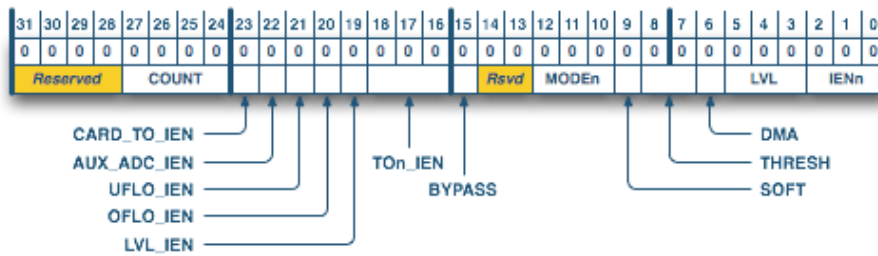 31 30 29 28 27 26 25 24 23 22 21 20 19 18 17 16 15 14 13 12 11 10 9 8 7 6 5 4 3 2 1 0
0 0 0 0 0 0 0 0 0 0 0 0 0 0 0 0 0 0 0 0 0 0 0 0 0 0 0 0 0 0 0 0
Reserved COUNT Rsvd MODEn LVL IENn
CARD_TO_IEN DMA
AUX_ADC_IEN TOn_IEN THRESH
UFLO_IEN BYPASS SOFT
OFLO_IEN
LVL_IEN